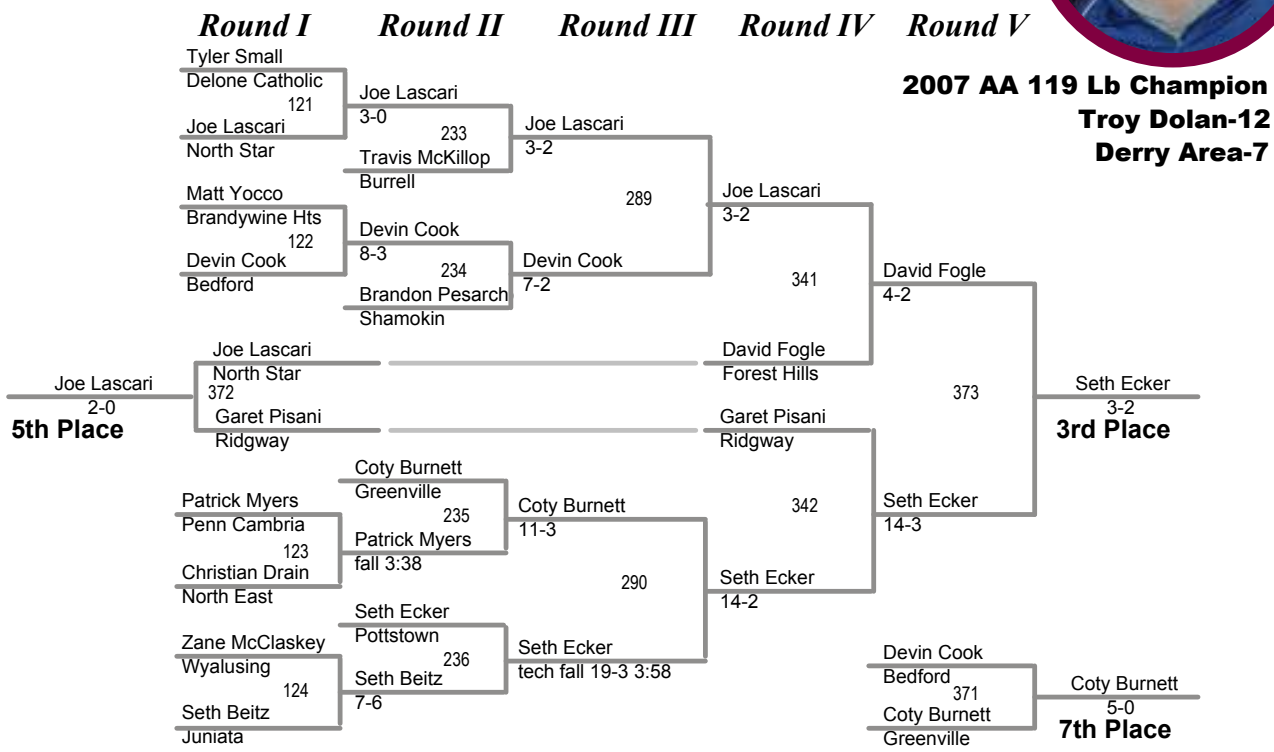 Round I Round II Round III Round IV Round V
2007 AA 119 Lb Champion
Troy Dolan-12
Derry Area-7
Tyler Small
Delone Catholic
121
Joe Lascari
North Star
Joe Lascari
3-0
233
Travis McKillop
Burrell
Joe Lascari
3-2
Matt Yocco
Brandywine Hts
122
Devin Cook
Bedford
Devin Cook
8-3
234
Brandon Pesarch
Shamokin
Devin Cook
7-2
289
Joe Lascari
3-2
341
David Fogle
Forest Hills
David Fogle
4-2
Joe Lascari
North Star
372
Garet Pisani
Ridgway
Joe Lascari
2-0
5th Place
Garet Pisani
Ridgway
342
373
Seth Ecker
3-2
3rd Place
Patrick Myers
Penn Cambria
123
Christian Drain
North East
Coty Burnett
Greenville
235
Patrick Myers
fall 3:38
Coty Burnett
11-3
290
Seth Ecker
14-2
Seth Ecker
14-3
Zane McClaskey
Wyalusing
124
Seth Beitz
Juniata
Seth Ecker
Pottstown
236
Seth Beitz
7-6
Seth Ecker
tech fall 19-3 3:58
Devin Cook
Bedford
371
Coty Burnett
Greenville
Coty Burnett
5-0
7th Place